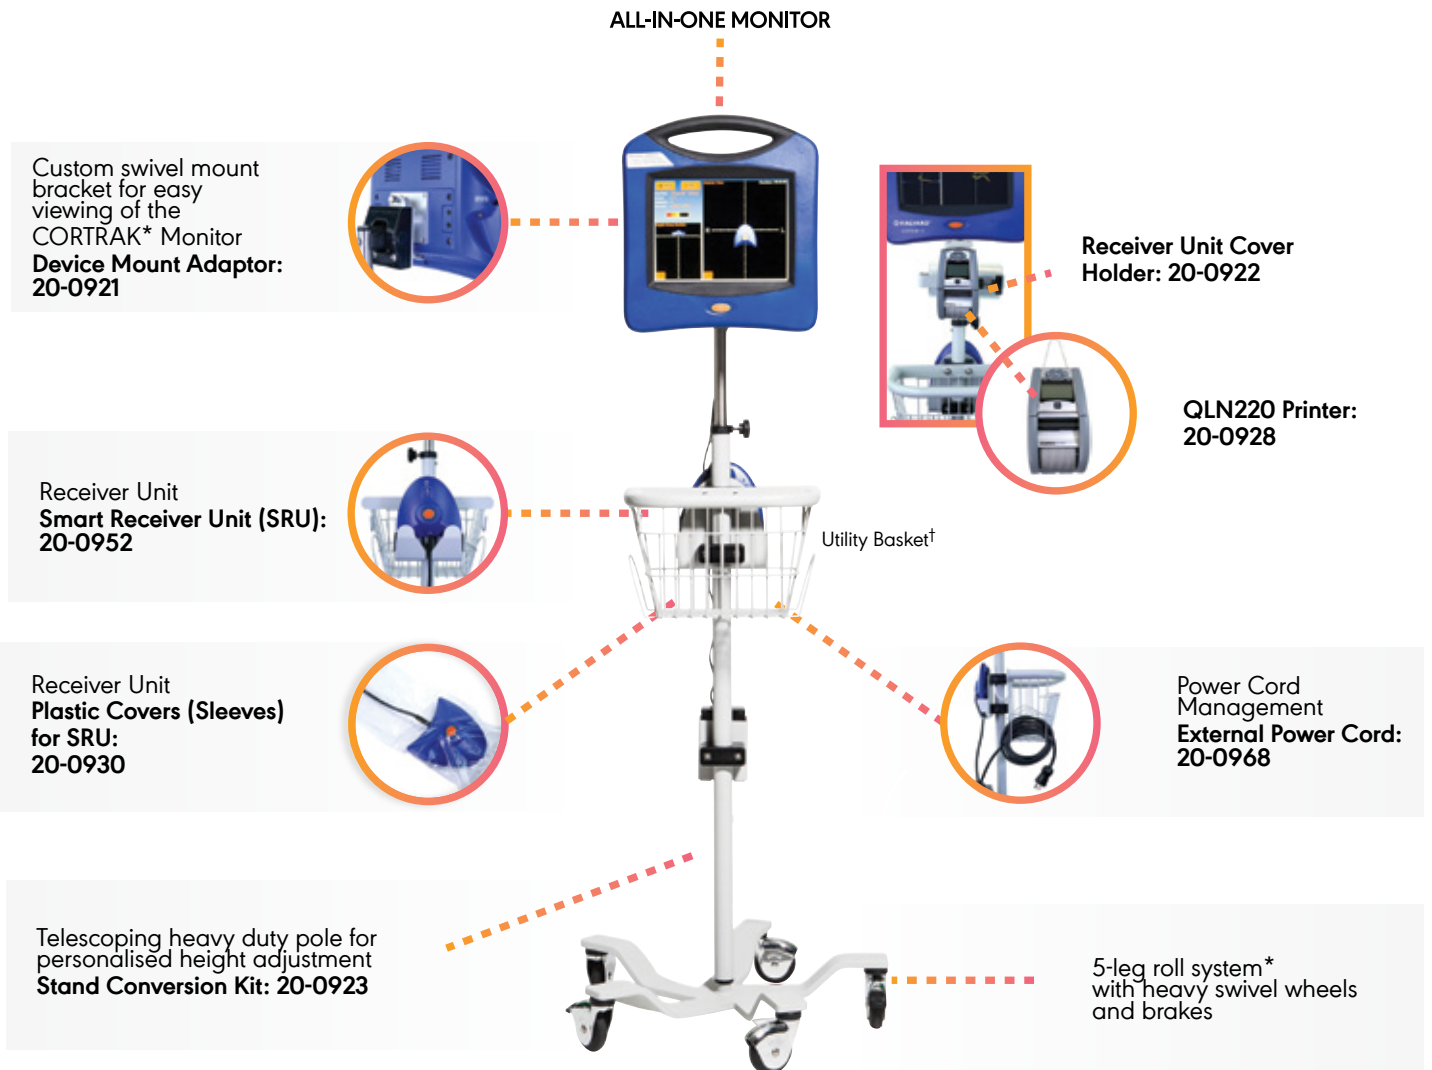 ALL-IN-ONE MONITOR
Custom swivel mount
bracket for easy
viewing of the
CORTRAK* Monitor
Device Mount Adaptor:
20-0921
HALYARD
Receiver Unit Cover
Holder: 20-0922
QLN220 Printer:
20-0928
Receiver Unit
Smart Receiver Unit (SRU):
20-0952
Utility Basket†
Receiver Unit
Plastic Covers (Sleeves)
for SRU:
20-0930
Power Cord
Management
External Power Cord:
20-0968
Telescoping heavy duty pole for
personalised height adjustment
Stand Conversion Kit: 20-0923
5-leg roll system*
with heavy swivel wheels
and brakes